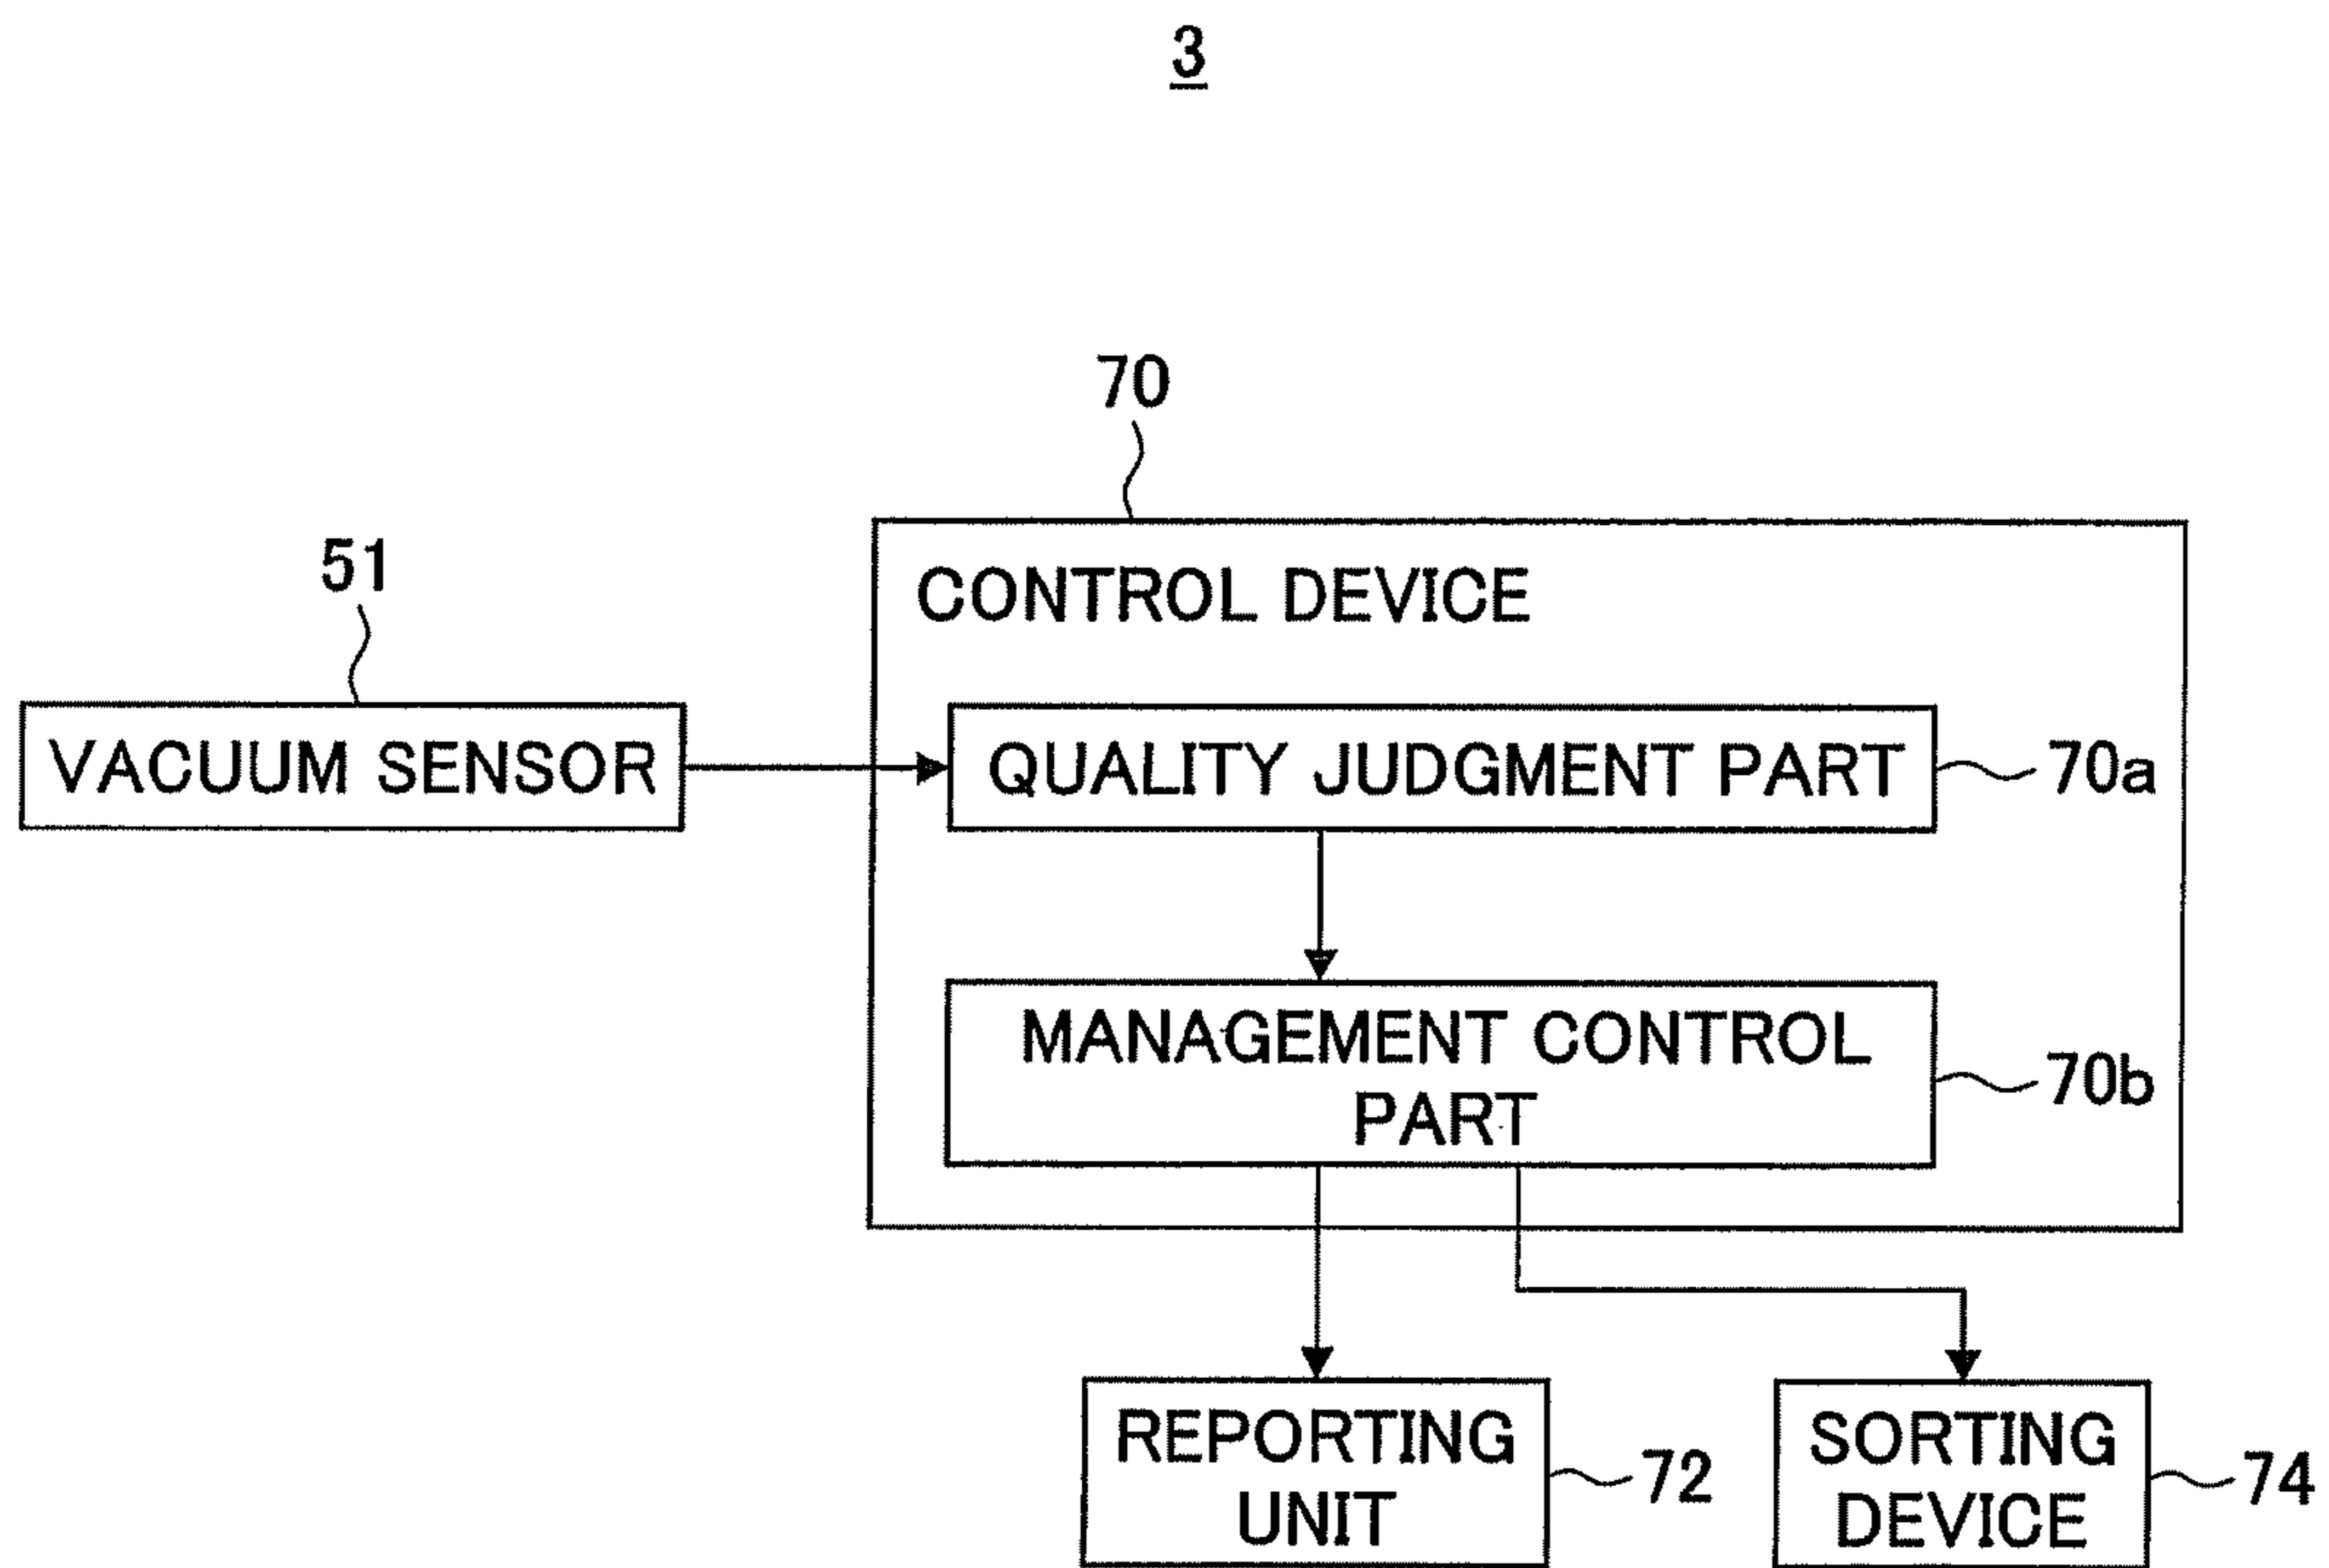 3
70
51
CONTROL DEVICE
VACUUM SENSOR
QUALITY JUDGMENT PART
70a
MANAGEMENT CONTROL
PART
70b
REPORTING
UNIT
72
SORTING
DEVICE
74